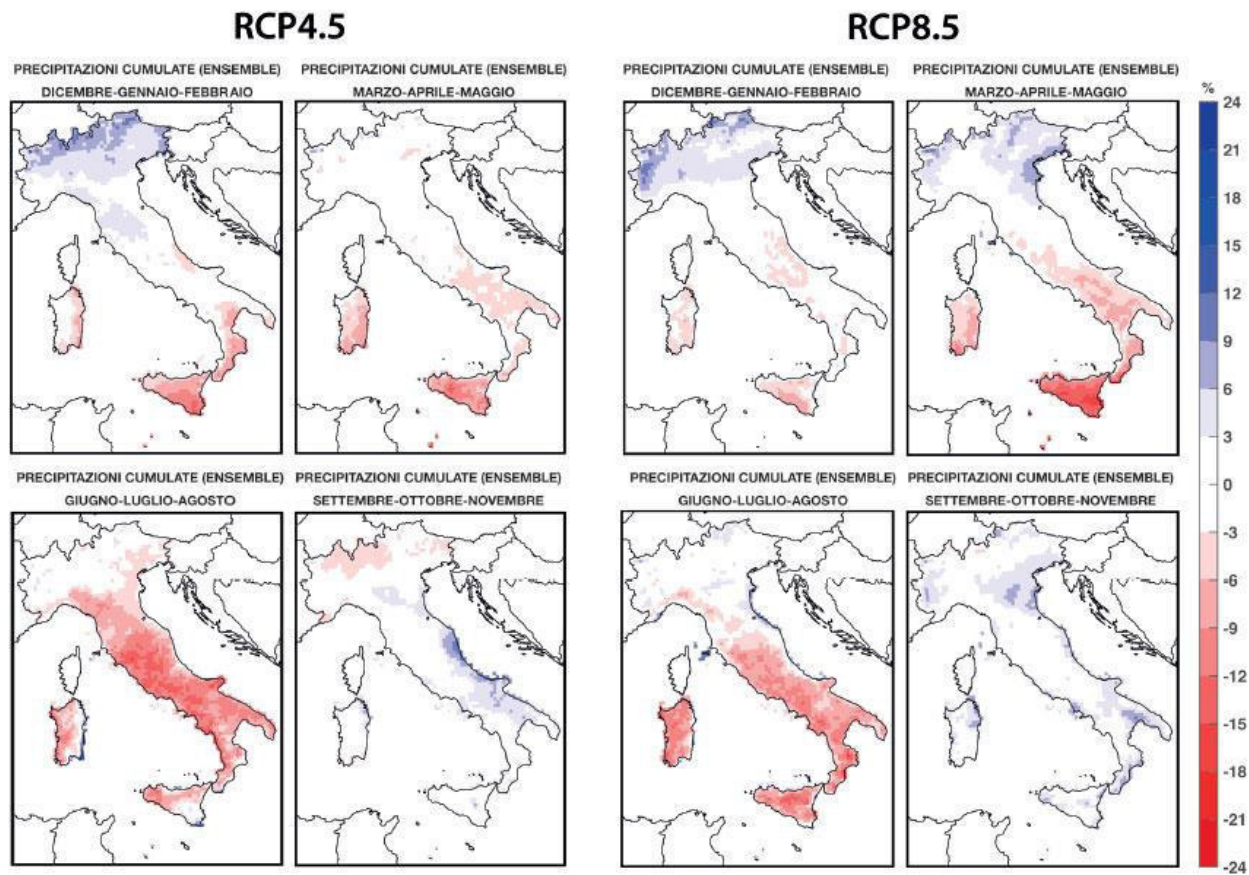 RCP4.5
RCP8.5
PRECIPITAZIONI CUMULATE (ENSEMBLE)
DICEMBRE-GENNAIO-FEBBRAIO
PRECIPITAZIONI CUMULATE (ENSEMBLE)
MARZO-APRILE-MAGGIO
PRECIPITAZIONI CUMULATE (ENSEMBLE)
DICEMBRE-GENNAIO-FEBBRAIO
PRECIPITAZIONI CUMULATE (ENSEMBLE)
MARZO-APRILE-MAGGIO
PRECIPITAZIONI CUMULATE (ENSEMBLE)
GIUGNO-LUGLIO-AGOSTO
PRECIPITAZIONI CUMULATE (ENSEMBLE)
SETTEMBRE-OTTOBRE-NOVEMBRE
PRECIPITAZIONI CUMULATE (ENSEMBLE)
GIUGNO-LUGLIO-AGOSTO
PRECIPITAZIONI CUMULATE (ENSEMBLE)
SETTEMBRE-OTTOBRE-NOVEMBRE
%
24
21
18
15
12
9
6
3
0
-3
-6
-9
-12
-15
-18
-21
-24